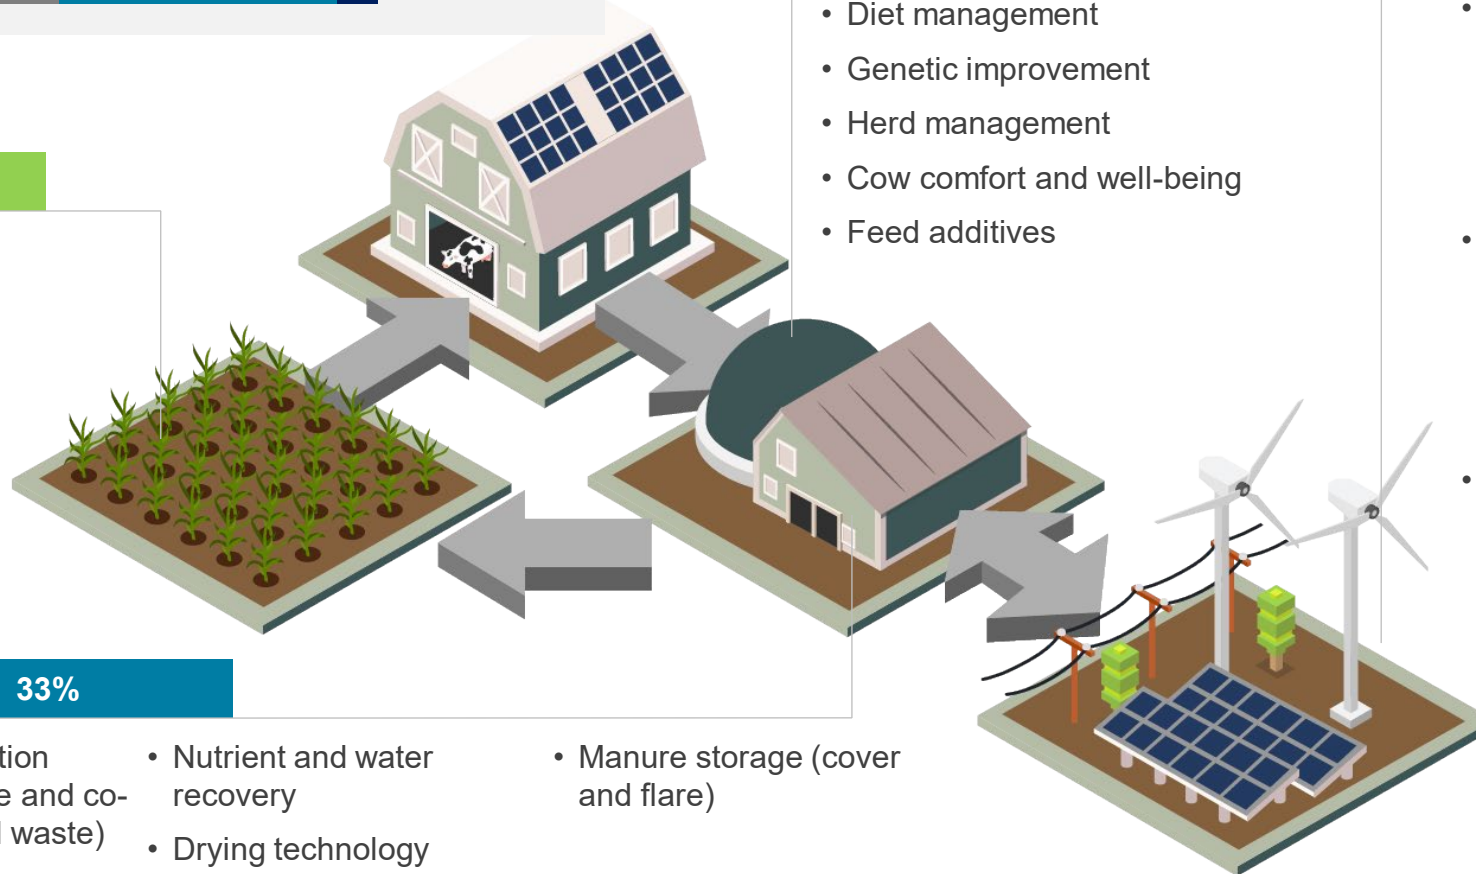 • Diet management
• Genetic improvement
• Herd management
• Cow comfort and well-being
• Feed additives
33%
tion
e and co-
waste)
• Nutrient and water
recovery
• Drying technology
• Manure storage (cover
and flare)